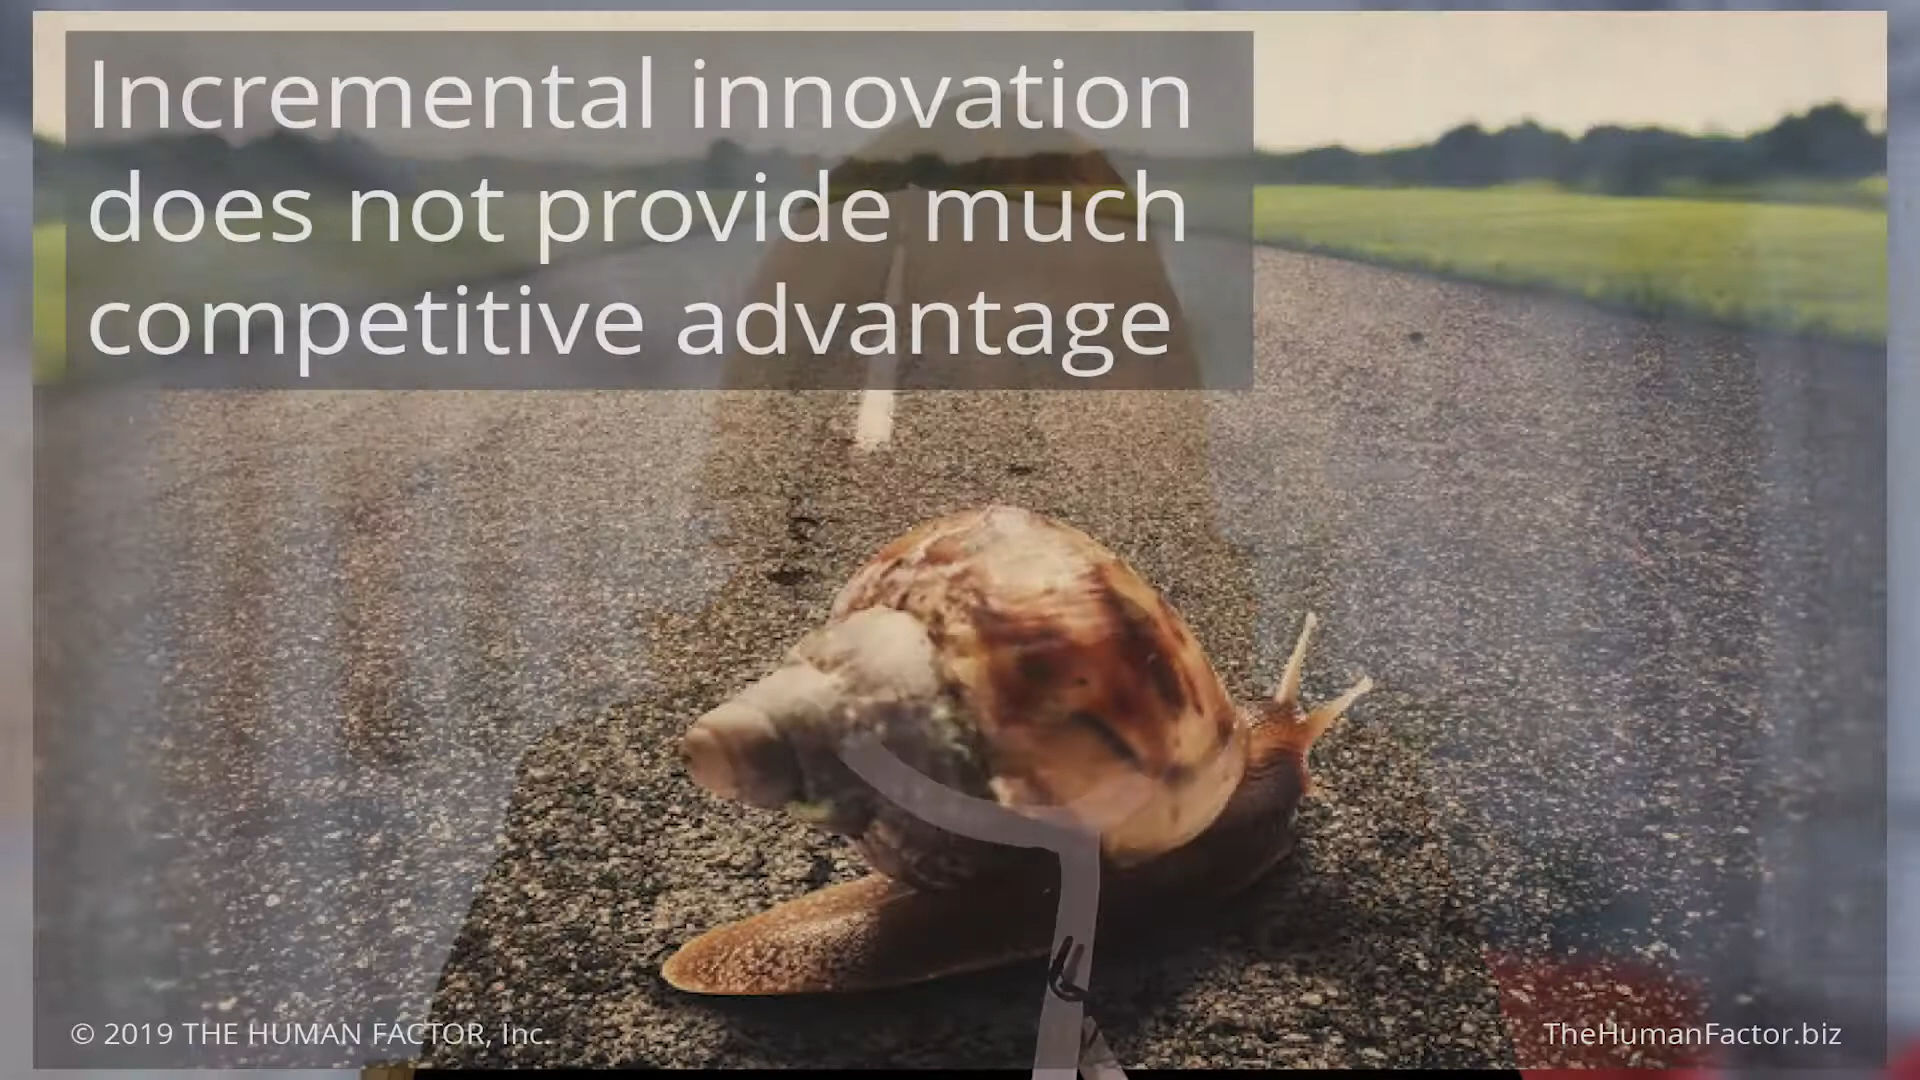 Incremental innovation
does not provide much
competitive advantage
© 2019 THE HUMAN FACTOR, Inc.
TheHumanFactor.biz